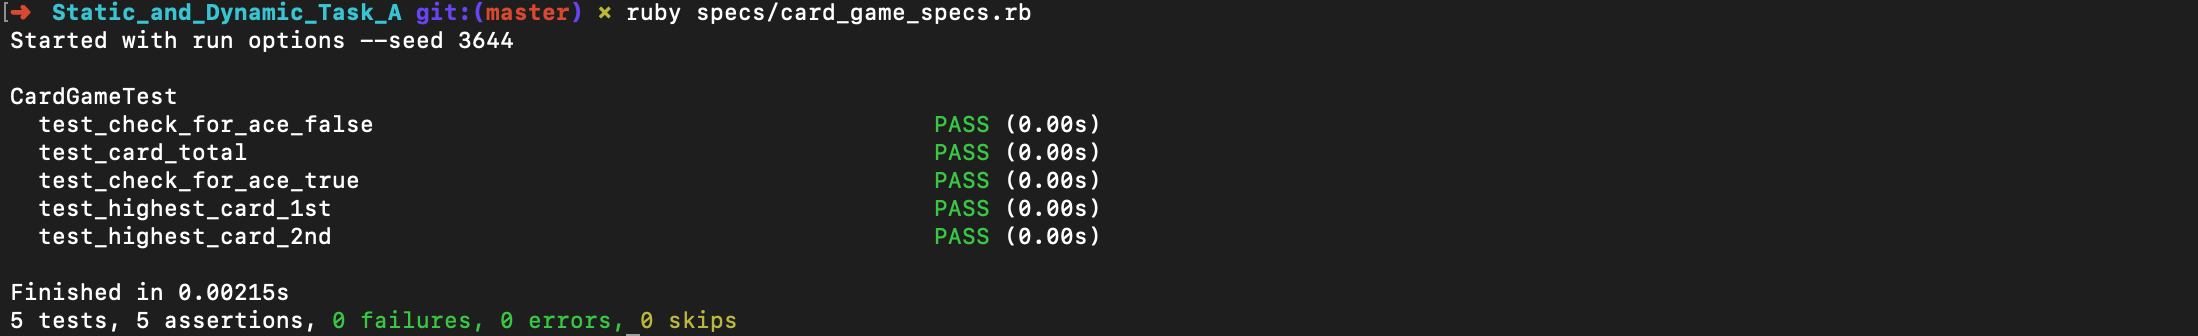 [➜ Static_and_Dynamic_Task_A git:(master) ✗ ruby specs/card_game_specs.rb
Started with run options --seed 3644
CardGameTest
test_check_for_ace_false PASS (0.00s)
test_card_total PASS (0.00s)
test_check_for_ace_true PASS (0.00s)
test_highest_card_1st PASS (0.00s)
test_highest_card_2nd PASS (0.00s)
Finished in 0.00215s
5 tests, 5 assertions, 0 failures, 0 errors, 0 skips